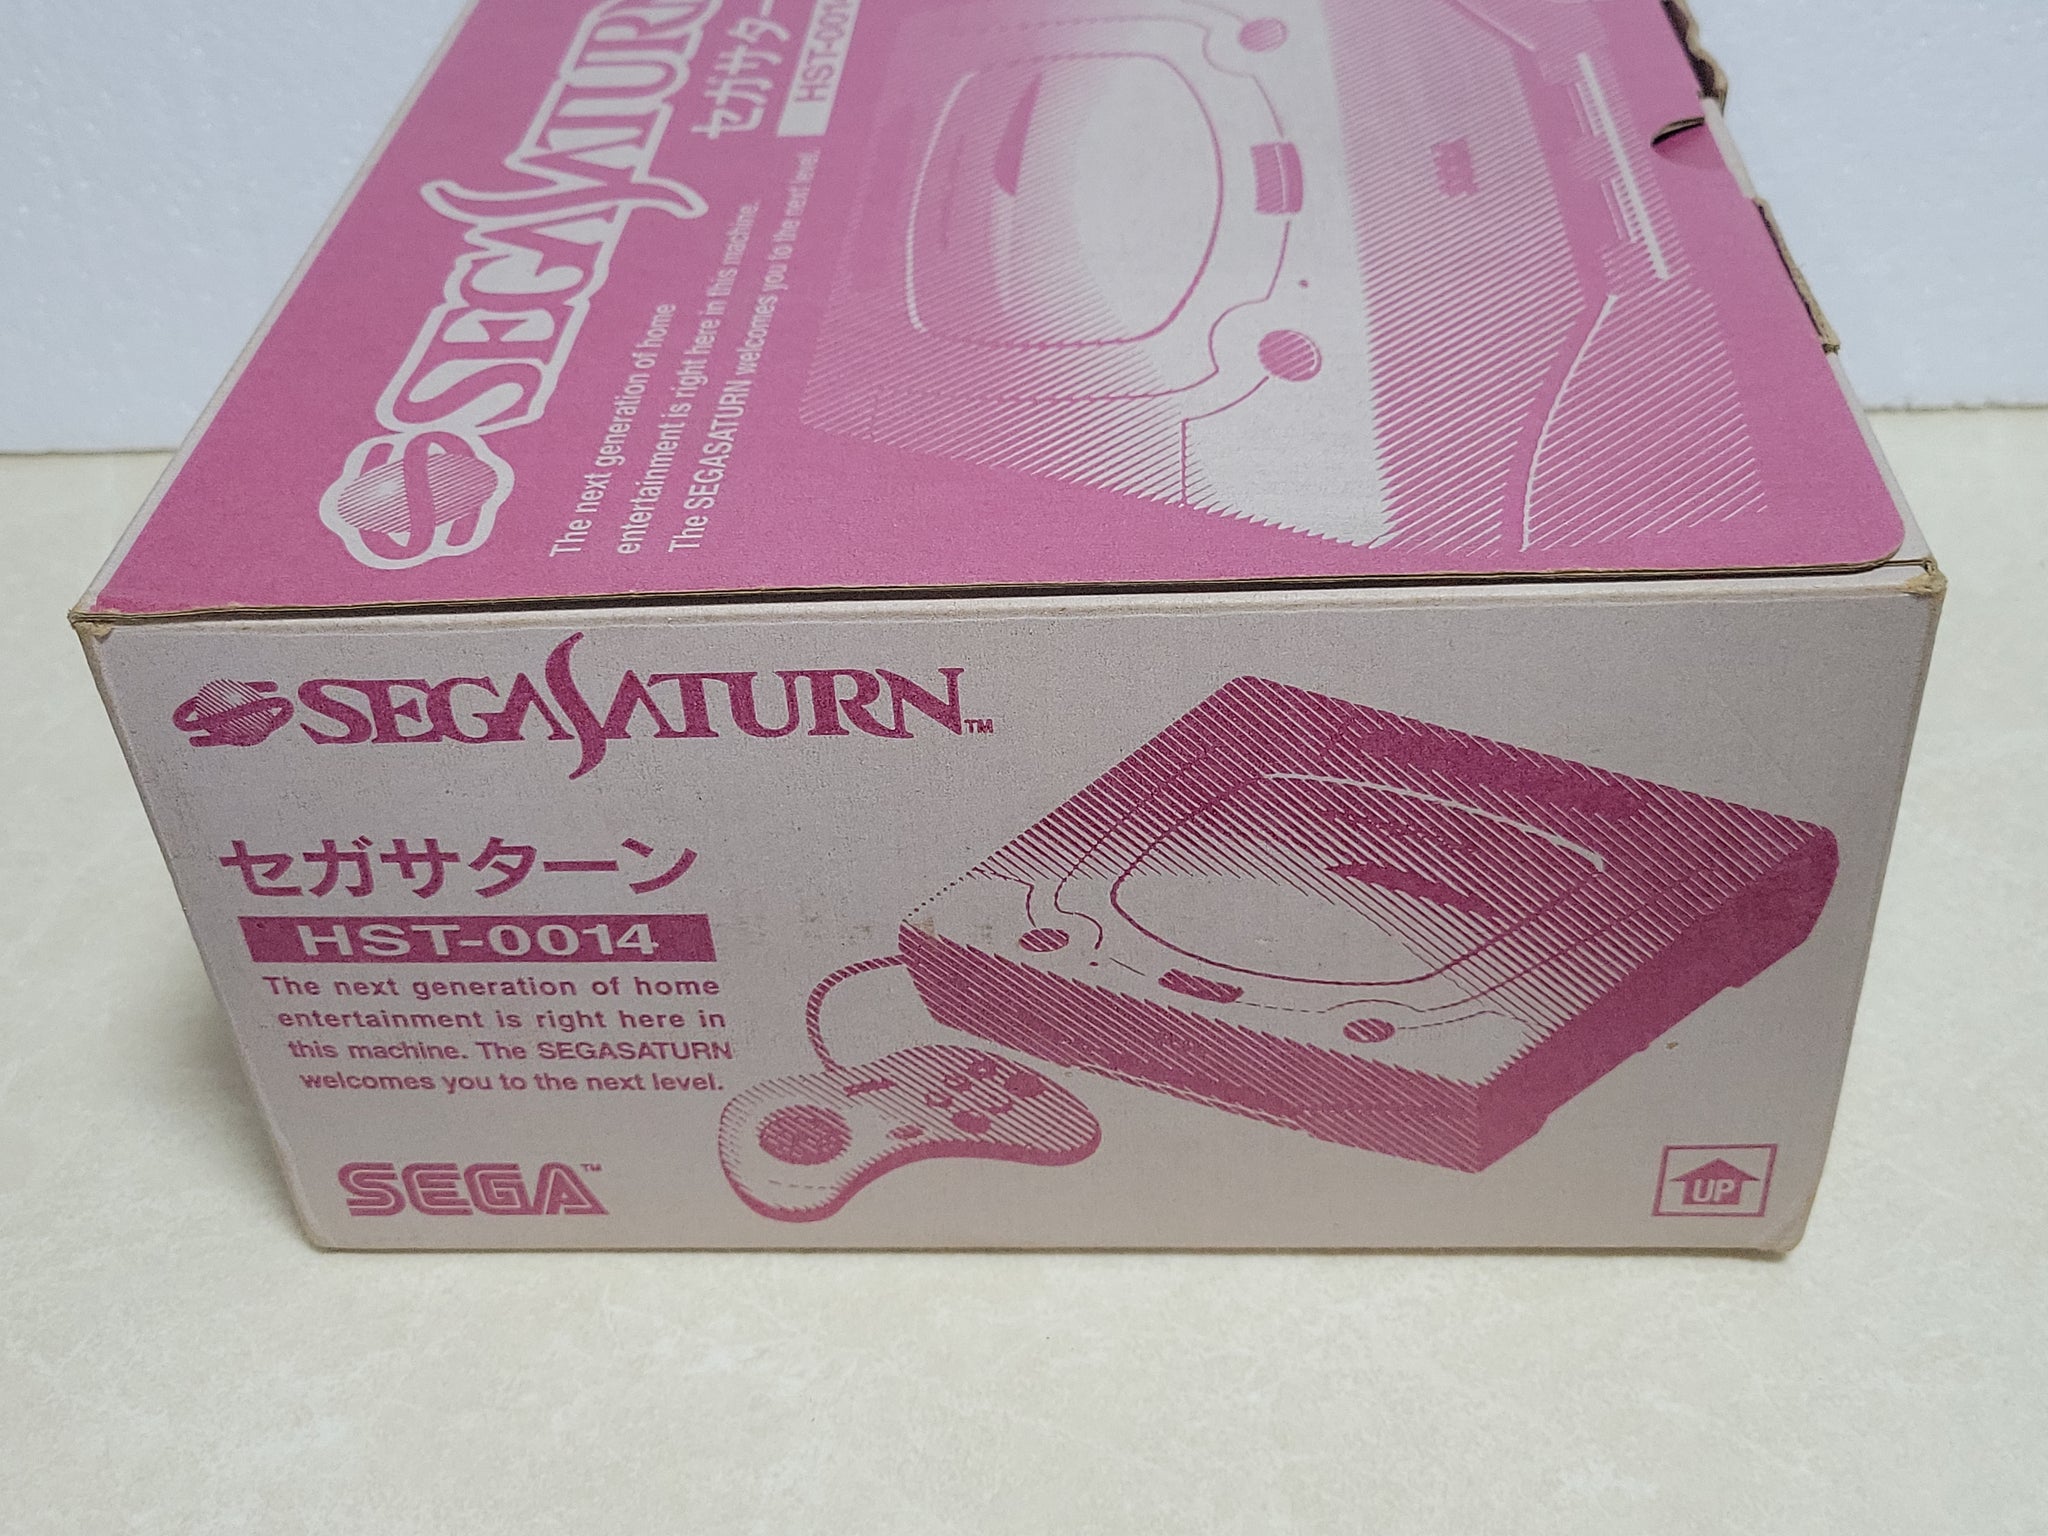 SEGASATURN
セガサター
HST-0014
The next generation of home
entertainment is right here in this machine.
The SEGASATURN welcomes you to the next level.
SEGASATURN™
セガサターン
HST-0014
The next generation of home
entertainment is right here in
this machine. The SEGASATURN
welcomes you to the next level.
SEGA™
UP